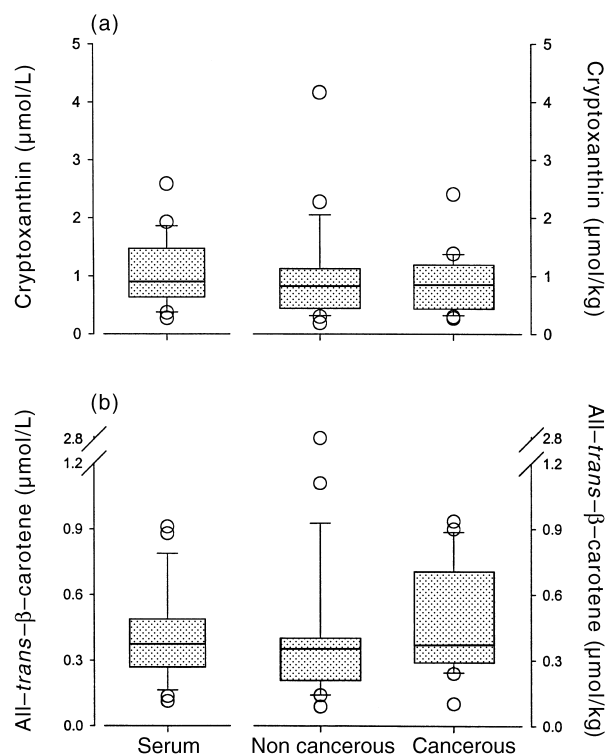 (a)
Cryptoxanthin (µmol/L)
5
4
3
2
1
0
5
4
3
2
1
0
Cryptoxanthin (µmol/kg)
(b)
All–trans–β–carotene (µmol/L)
2.8
1.2
0.9
0.6
0.3
0.0
2.8
1.2
0.9
0.6
0.3
0.0
All–trans–β–carotene (µmol/kg)
Serum
Non cancerous
Cancerous